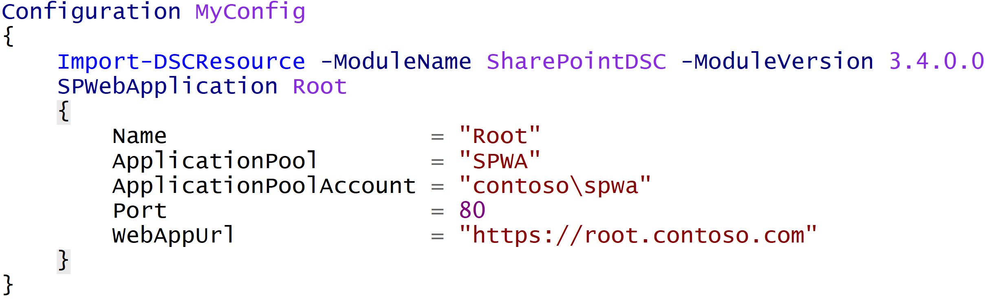 Configuration MyConfig
{
    Import-DSCResource -ModuleName SharePointDSC -ModuleVersion 3.4.0.0
    SPWebApplication Root
    {
        Name                   = "Root"
        ApplicationPool        = "SPWA"
        ApplicationPoolAccount = "contoso\spwa"
        Port                   = 80
        WebAppUrl              = "https://root.contoso.com"
    }
}